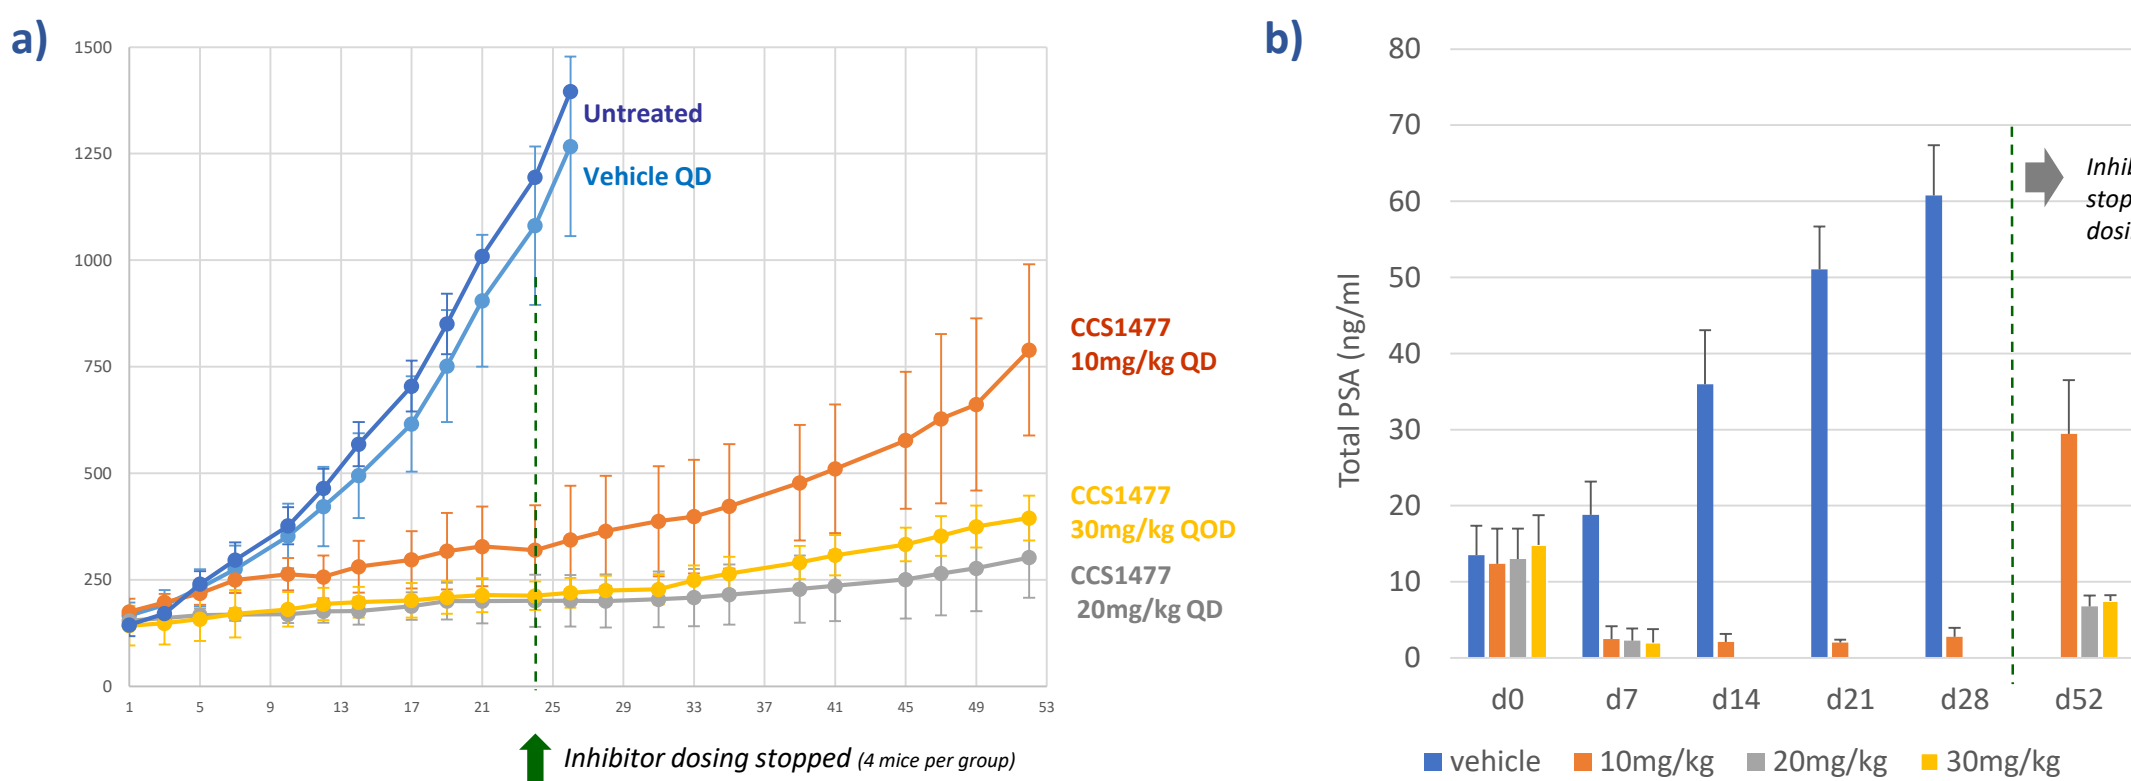 a)
1500
1250
1000
750
500
250
0
1 5 9 13 17 21 25 29 33 37 41 45 49 53
Untreated
Vehicle QD
CCS1477
10mg/kg QD
CCS1477
30mg/kg QOD
CCS1477
20mg/kg QD
Inhibitor dosing stopped (4 mice per group)
b)
80
70
60
50
40
30
20
10
0
Total PSA (ng/ml
d0 d7 d14 d21 d28 d52
Inhib
stop
dosi
vehicle 10mg/kg 20mg/kg 30mg/kg